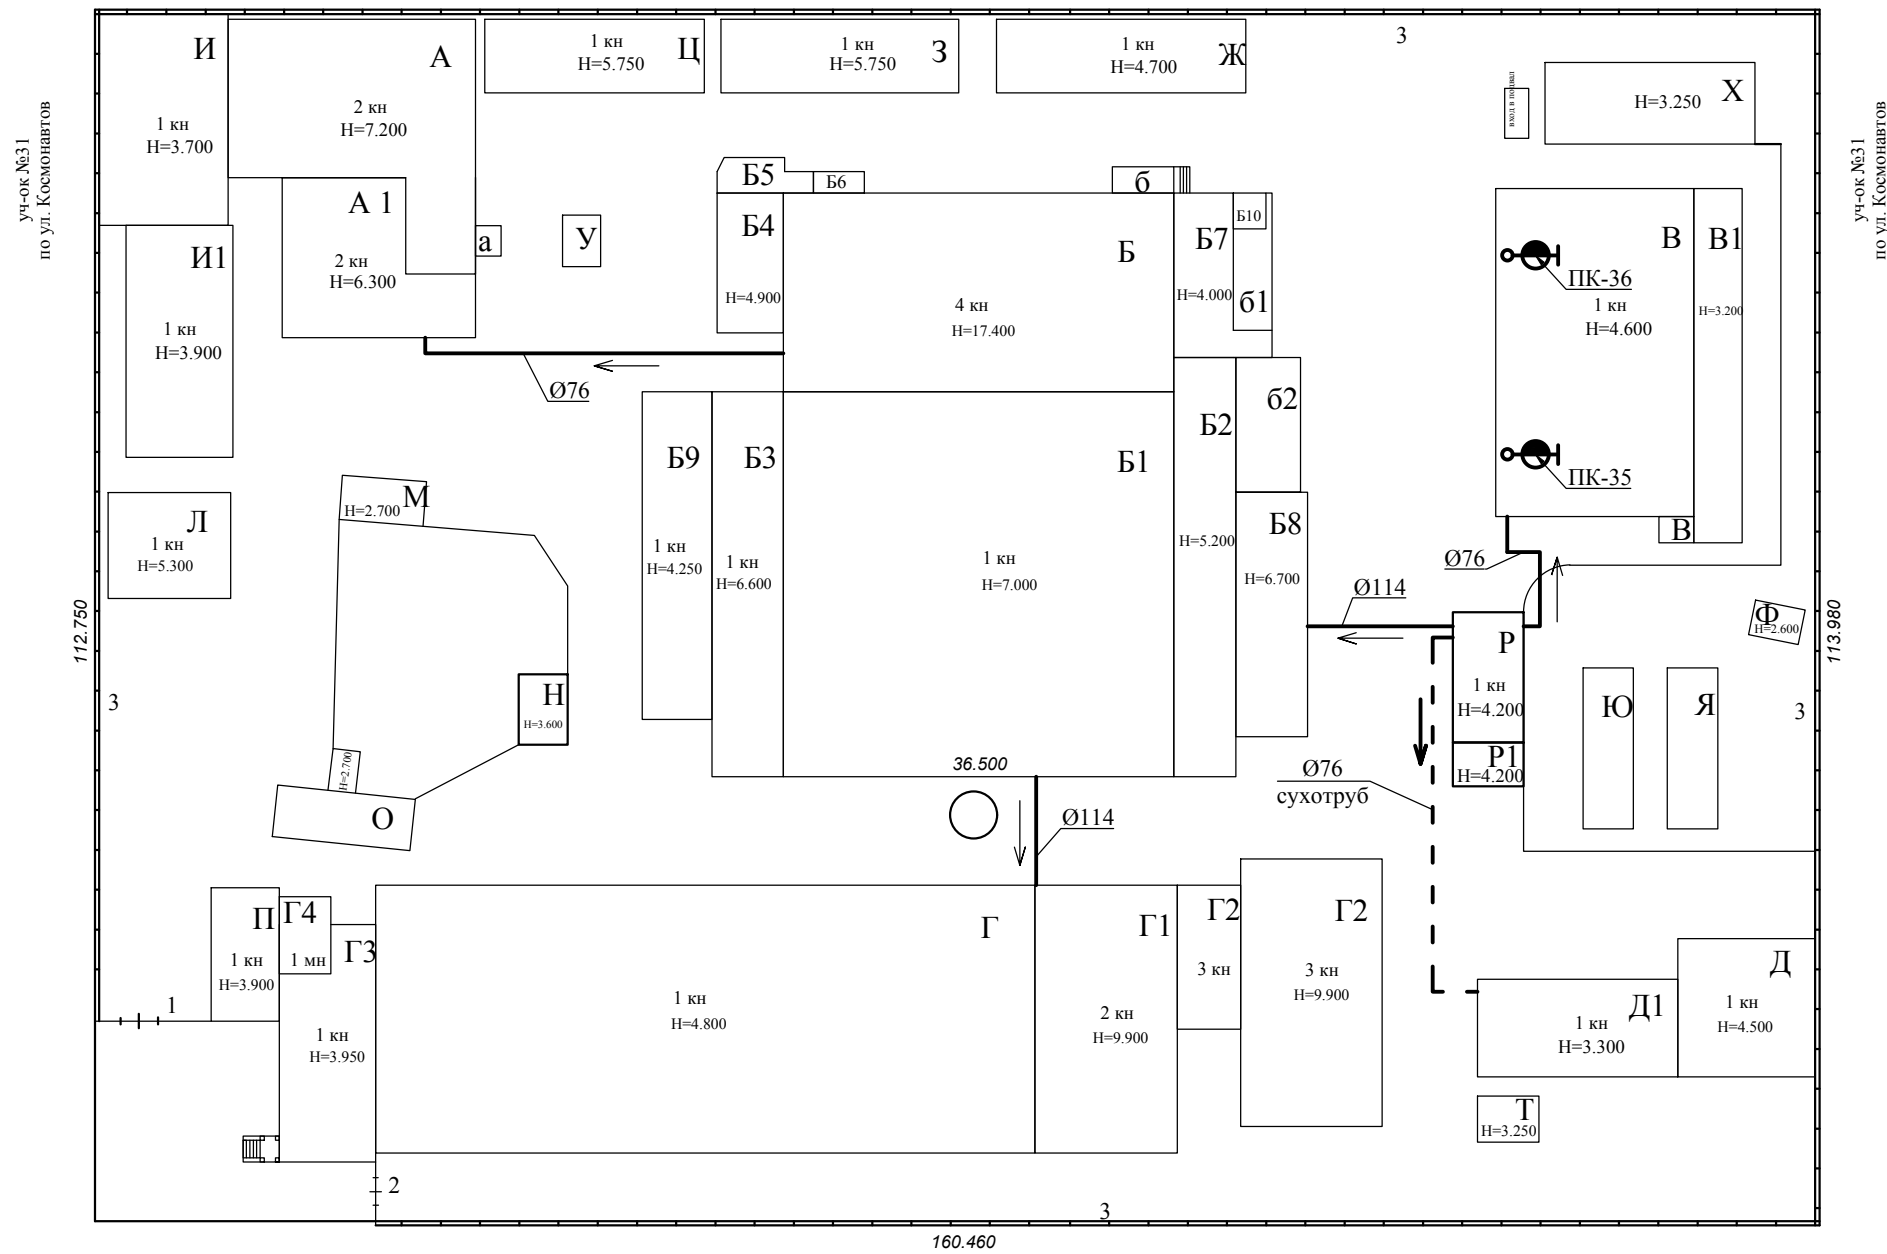 И
А
1 кн
Н=5.750
Ц
1 кн
Н=5.750
З
1 кн
Н=4.700
Ж
3
вход в подвал
Н=3.250
Х
уч-ок №31
по ул. Космонавтов
уч-ок №31
по ул. Космонавтов
1 кн
Н=3.700
2 кн
Н=7.200
А 1
2 кн
Н=6.300
а
У
Б5
Б6
б
Б4
Н=4.900
Б
4 кн
Н=17.400
Б7
Н=4.000
Б10
б1
В
В1
ПК-36
1 кн
Н=4.600
Н=3.200
И1
1 кн
Н=3.900
Ø76
б2
Б2
Б9
Б3
Б1
ПК-35
В
М
Н=2.700
Л
1 кн
Н=5.300
1 кн
Н=4.250
1 кн
Н=6.600
1 кн
Н=7.000
Н=5.200
Б8
Н=6.700
Ø76
Ø114
112.750
113.980
Ф
Н=2.600
Р
1 кн
Н=4.200
Р1
Н=4.200
Ю
Я
3
3
Н
Н=3.600
Н=2.700
О
36.500
Ø76
сухотруб
Ø114
П
1 кн
Н=3.900
Г4
1 мн
Г3
1 кн
Н=3.950
Г
1 кн
Н=4.800
Г1
2 кн
Н=9.900
Г2
3 кн
Г2
3 кн
Н=9.900
Д
1 кн
Н=4.500
Д1
1 кн
Н=3.300
Т
Н=3.250
1
2
3
160.460